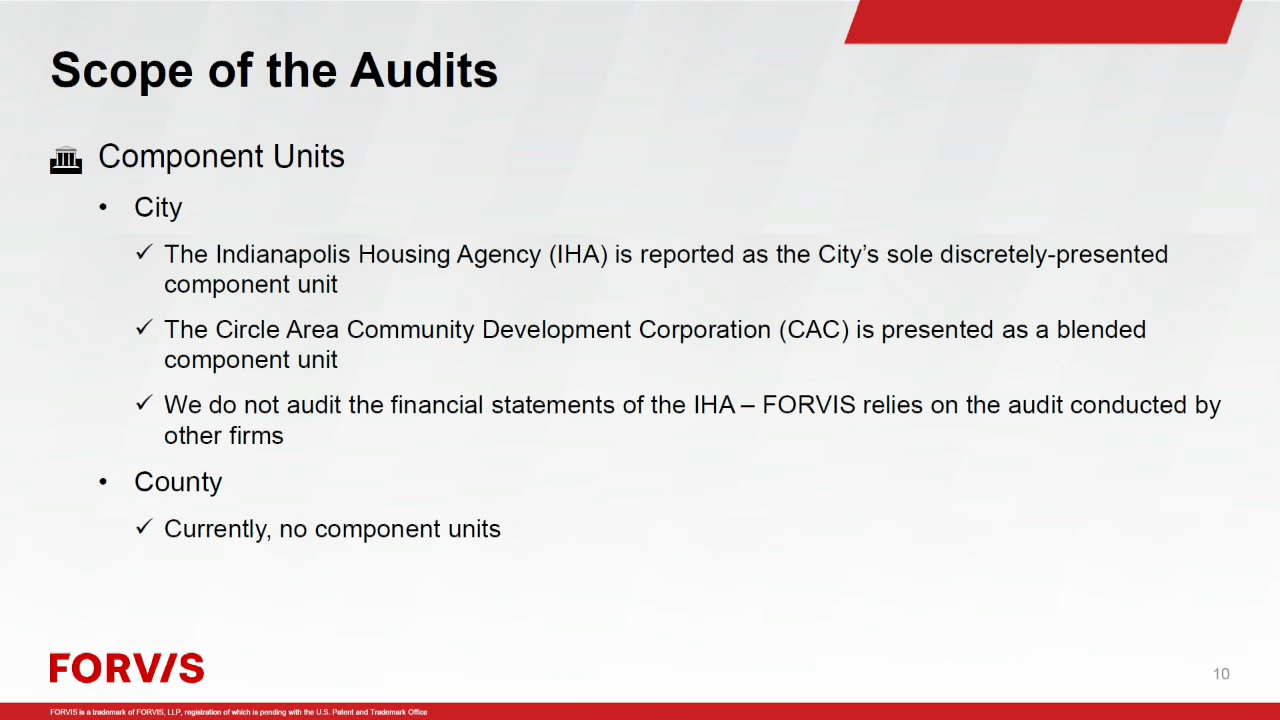 Scope of the Audits
Component Units
• City
✓ The Indianapolis Housing Agency (IHA) is reported as the City’s sole discretely-presented
component unit
✓ The Circle Area Community Development Corporation (CAC) is presented as a blended
component unit
✓ We do not audit the financial statements of the IHA – FORVIS relies on the audit conducted by
other firms
• County
✓ Currently, no component units
FORVIS
10
FORVIS is a trademark of FORVIS, LLP, registration of which is pending with the U.S. Patent and Trademark Office